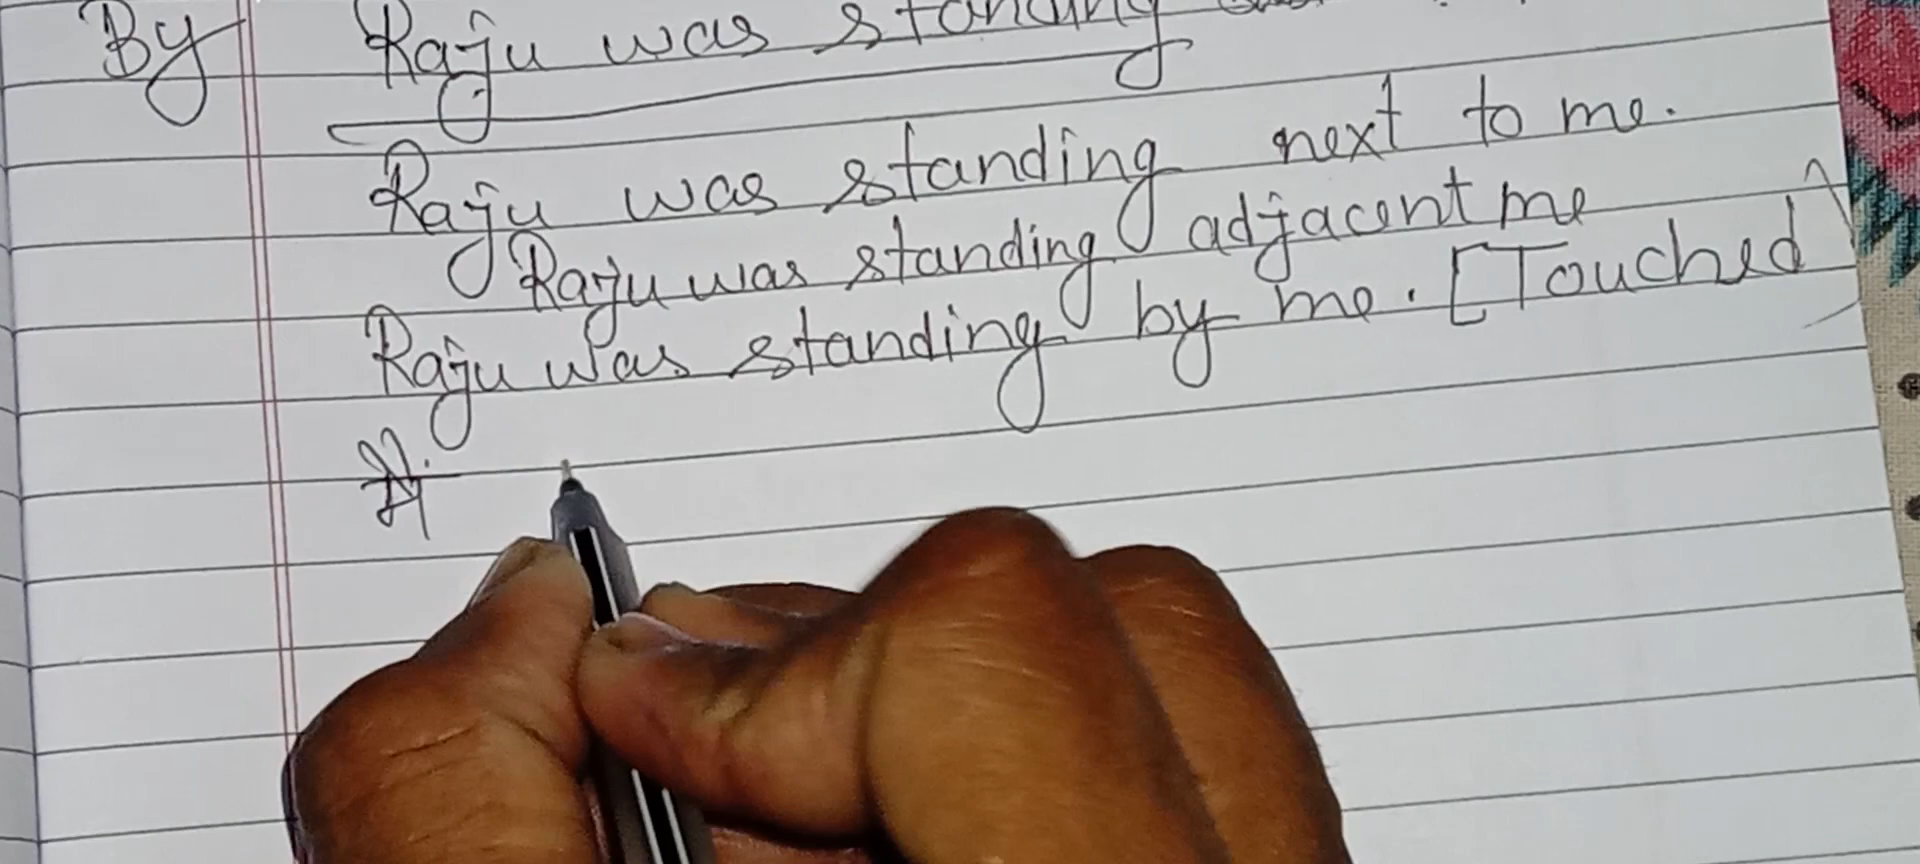 By Raju was standing
Raju was standing next to me.
Raju was standing adjacent me
Raju was standing by me. [Touched